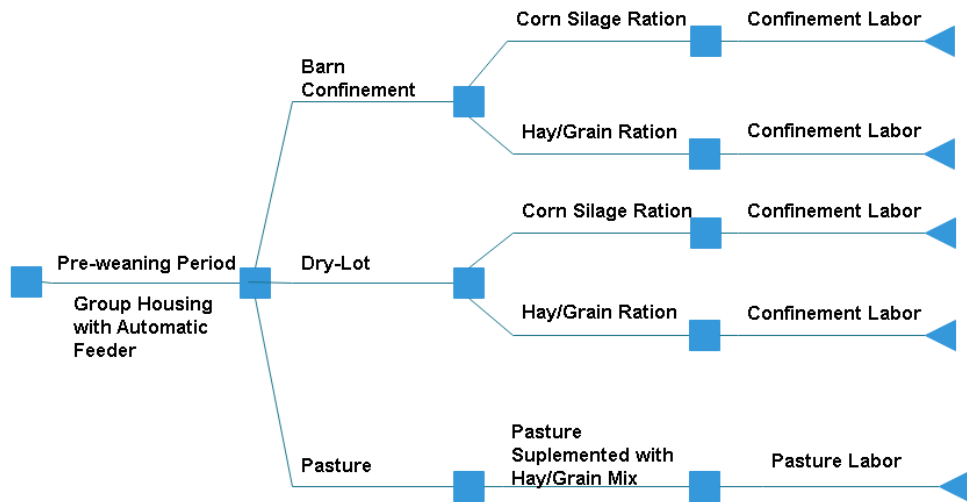 Corn Silage Ration
Confinement Labor
Barn
Confinement
Hay/Grain Ration
Confinement Labor
Corn Silage Ration
Confinement Labor
Pre-weaning Period
Dry-Lot
Group Housing
with Automatic
Feeder
Hay/Grain Ration
Confinement Labor
Pasture
Pasture
Suplemented with
Hay/Grain Mix
Pasture Labor